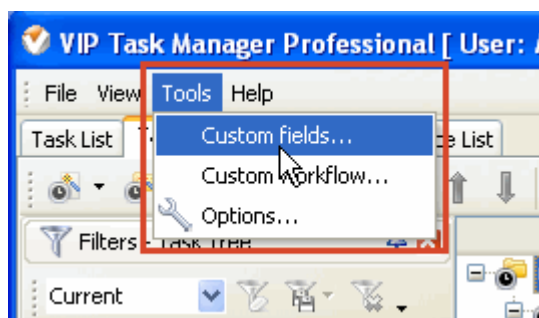 VIP Task Manager Professional [ User:
File View Tools Help
Task List
Custom fields...
e List
Custom Workflow...
Options...
Filters - Task Tree
Current